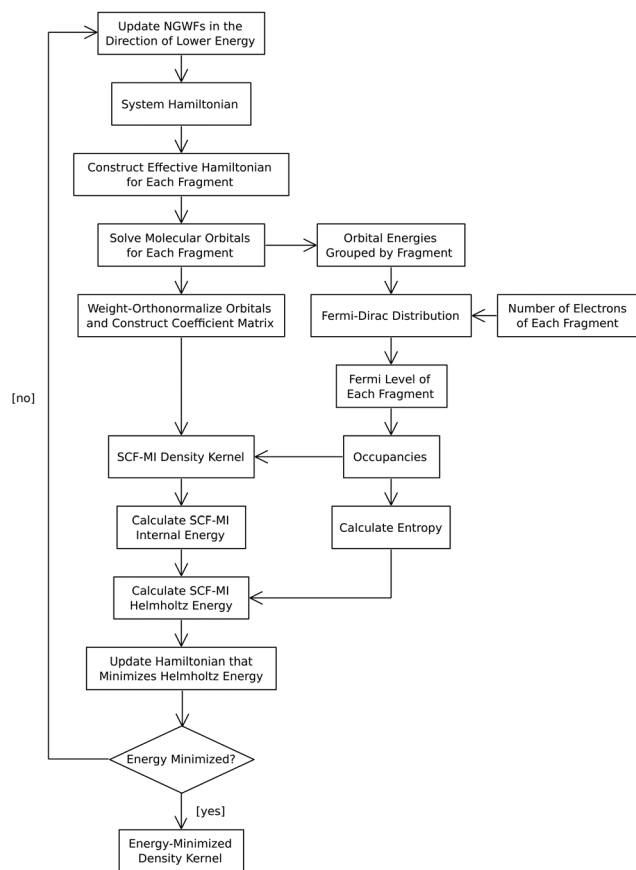 Update NGWFs in the
Direction of Lower Energy
System Hamiltonian
Construct Effective Hamiltonian
for Each Fragment
Solve Molecular Orbitals
for Each Fragment
Orbital Energies
Grouped by Fragment
Weight-Orthonormalize Orbitals
and Construct Coefficient Matrix
Fermi-Dirac Distribution
Number of Electrons
of Each Fragment
Fermi Level of
Each Fragment
[no]
SCF-MI Density Kernel
Occupancies
Calculate SCF-MI
Internal Energy
Calculate Entropy
Calculate SCF-MI
Helmholtz Energy
Update Hamiltonian that
Minimizes Helmholtz Energy
Energy Minimized?
[yes]
Energy-Minimized
Density Kernel